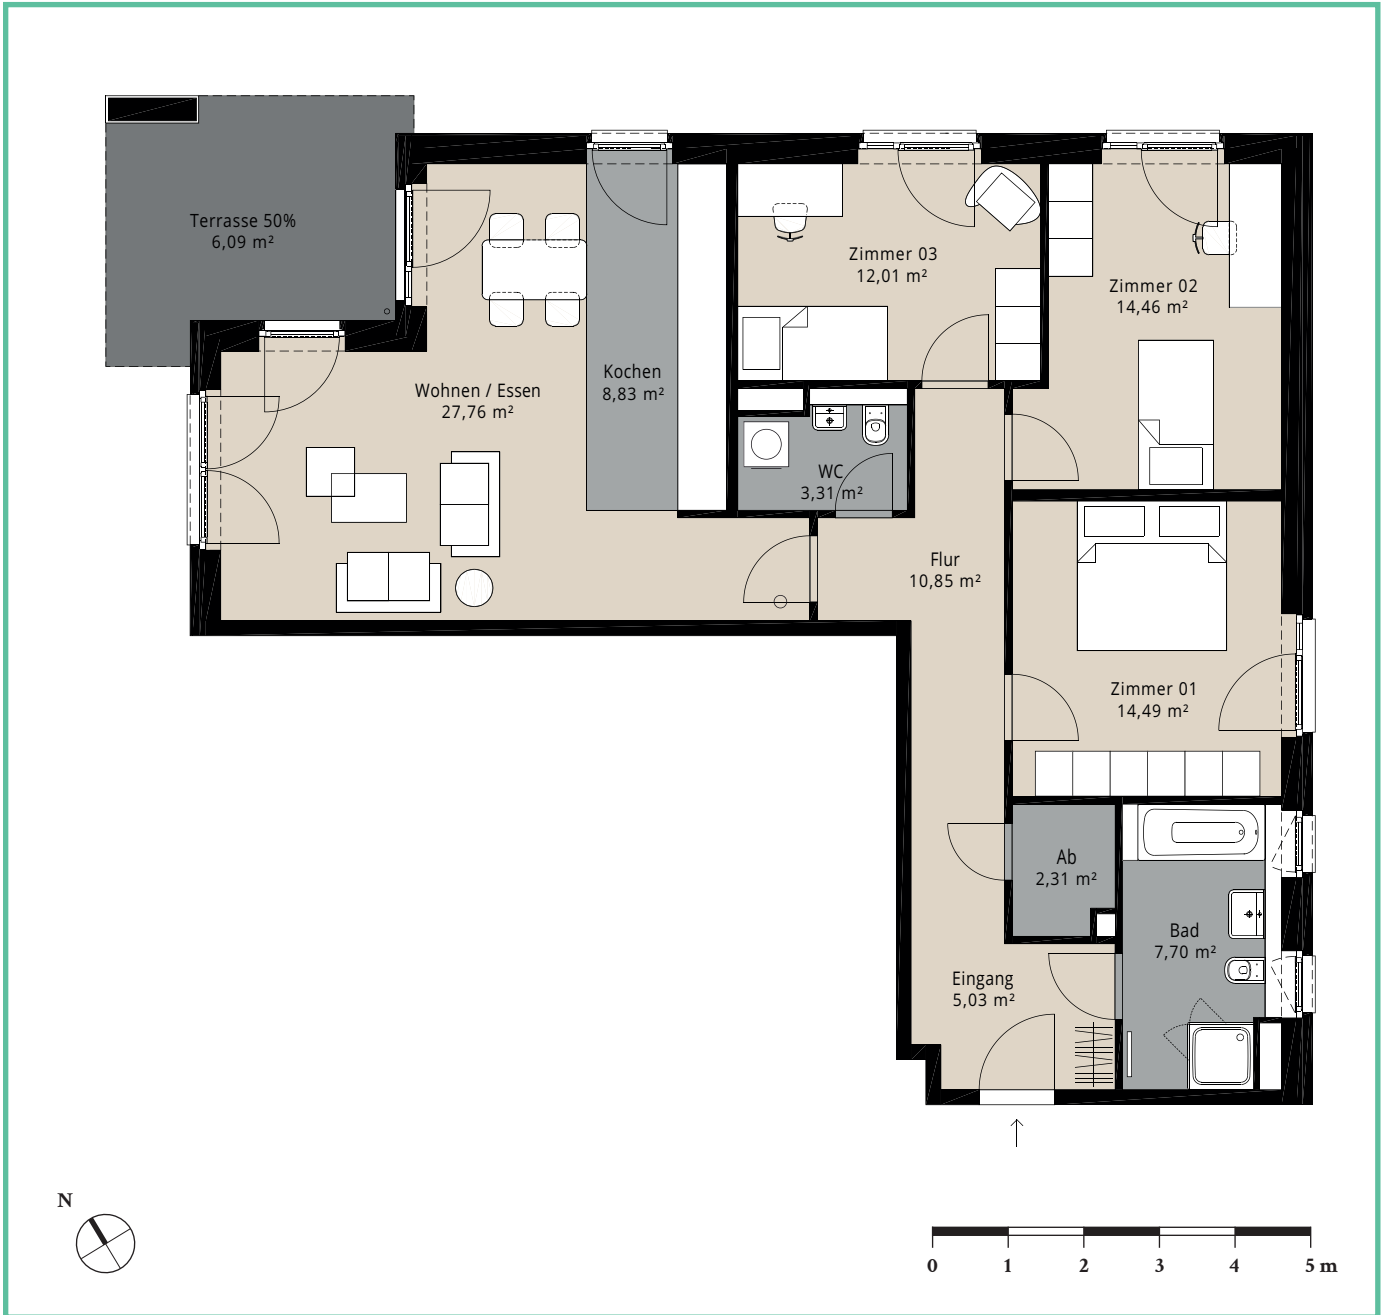 Terrasse 50%
6,09 m²
Wohnen / Essen
27,76 m²
Kochen
8,83 m²
Zimmer 03
12,01 m²
Zimmer 02
14,46 m²
WC
3,31 m²
Flur
10,85 m²
Zimmer 01
14,49 m²
Ab
2,31 m²
Bad
7,70 m²
Eingang
5,03 m²
N
0 1 2 3 4 5 m